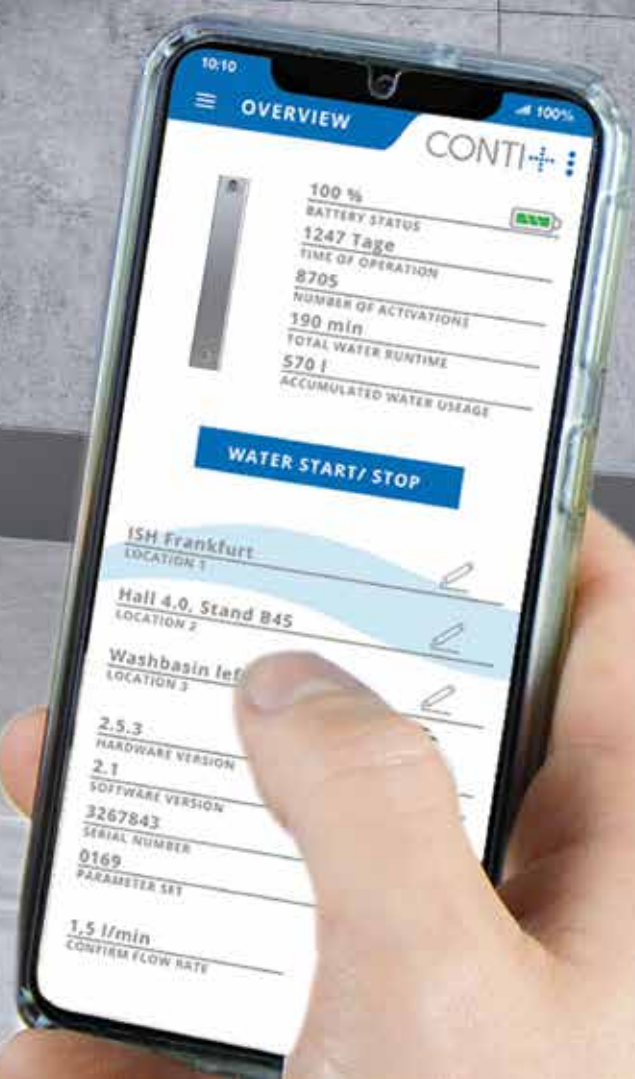 10:10
100%
OVERVIEW
CONTI+
100 %
BATTERY STATUS
1247 Tage
TIME OF OPERATION
8705
NUMBER OF ACTIVATIONS
190 min
TOTAL WATER RUNTIME
570 l
ACCUMULATED WATER USEAGE
WATER START/ STOP
ISH Frankfurt
LOCATION 1
Hall 4.0, Stand B45
LOCATION 2
Washbasin lef
LOCATION 3
2.5.3
HARDWARE VERSION
2.1
SOFTWARE VERSION
3267843
SERIAL NUMBER
0169
PARAMETER SET
1,5 l/min
CONFIRM FLOW RATE